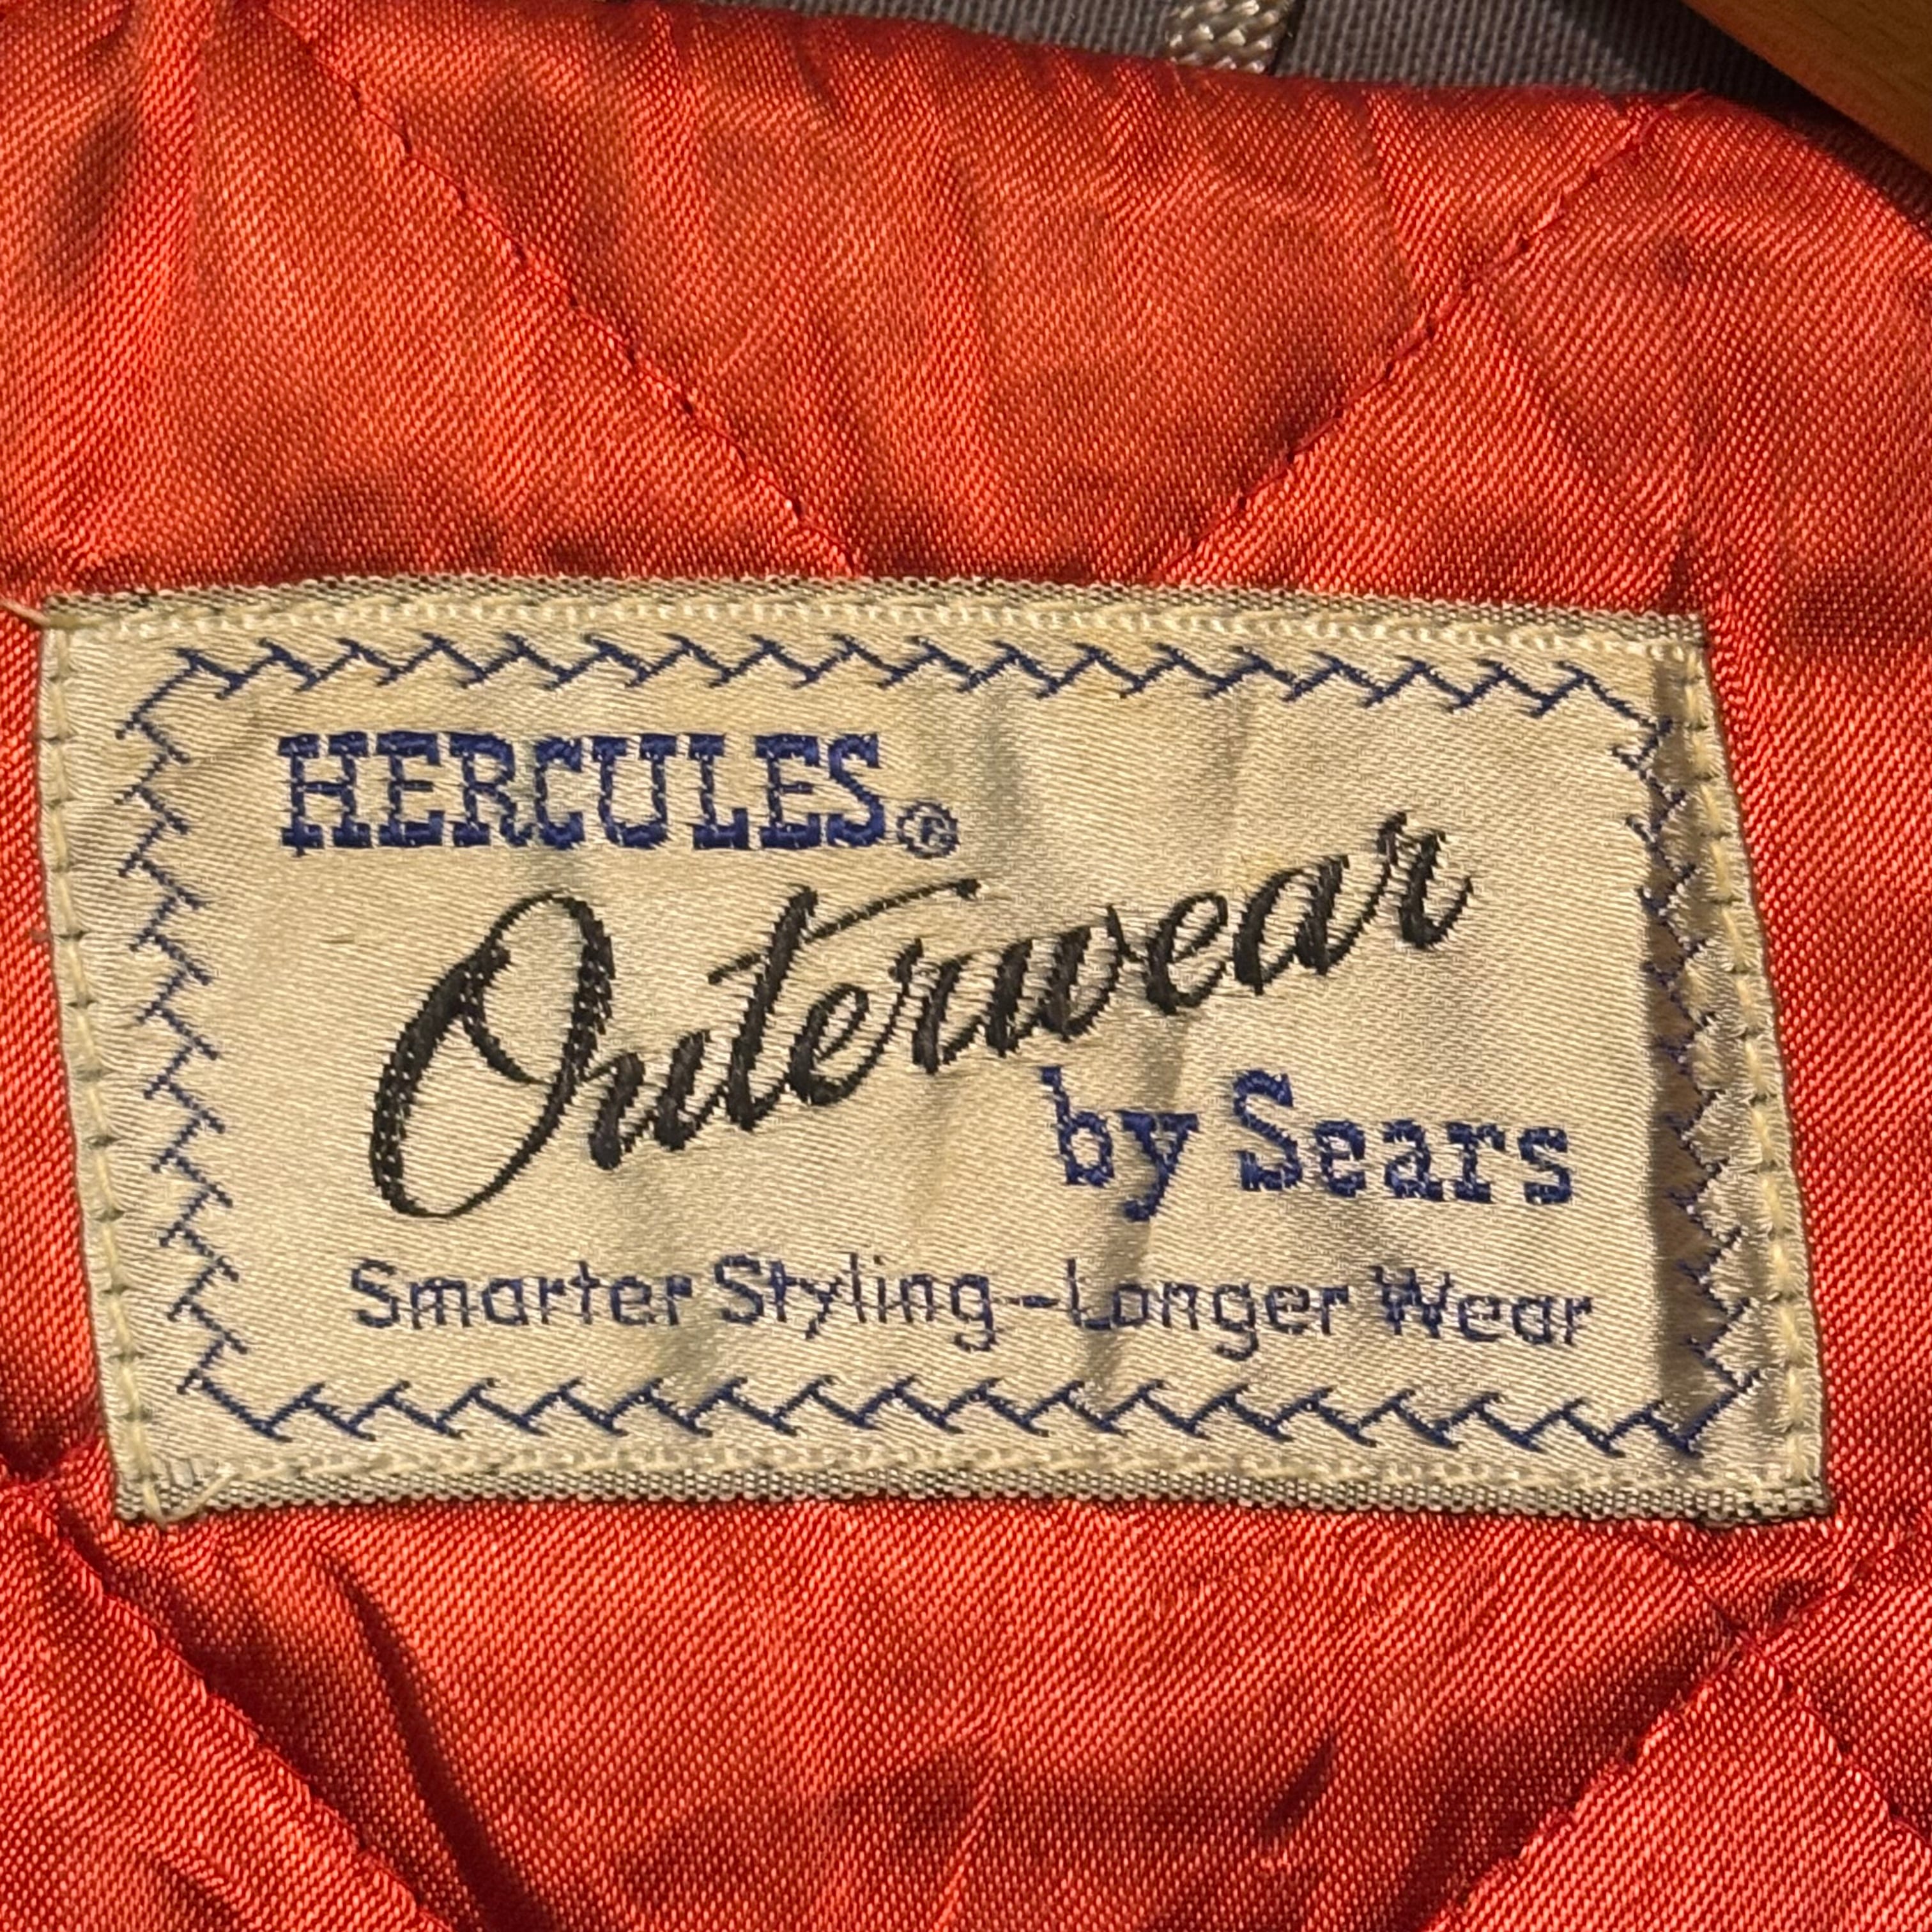 HERCULES®
Outerwear
by Sears
Smarter Styling--Longer Wear